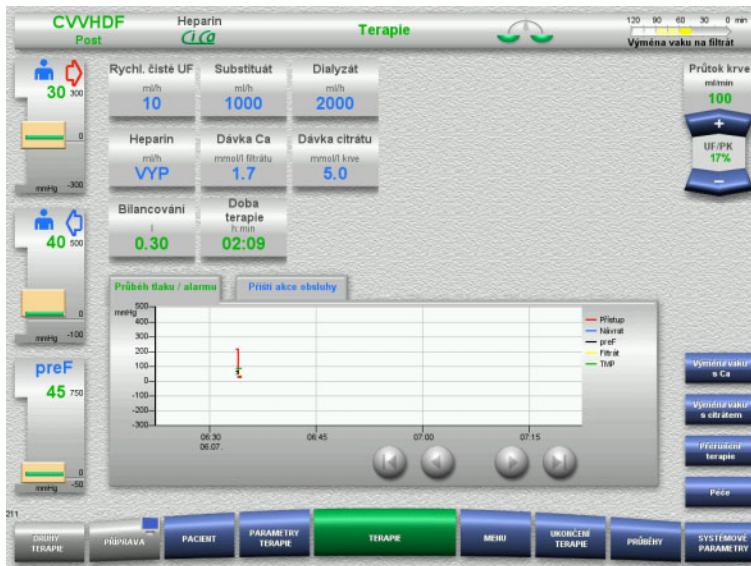 CVVHDF
Post
Heparin
Ci Ca
Terapie
120 90 60 30 0 min
Výměna vaku na filtrát
30
300
0
mmHg -300
Rychl. čisté UF
ml/h
10
Substituát
ml/h
1000
Dialyzát
ml/h
2000
Průtok krve
ml/min
100
+
UF/PK
17%
−
Heparin
ml/h
VYP
Dávka Ca
mmol/l filtrátu
1.7
Dávka citrátu
mmol/l krve
5.0
40
500
0
mmHg -100
Bilancování
l
0.30
Doba
terapie
h:min
02:09
Průběh tlaku / alarmu
Příští akce obsluhy
mmHg
500
400
300
200
100
0
-100
-200
-300
06:30
06.07.
06:45
07:00
07:15
Přístup
Návrat
preF
Filtrát
TMP
preF
45
750
0
mmHg -50
Výměna vaku
s Ca
Výměna vaku
s citrátem
Přerušení
terapie
Péče
211
DRUHY
TERAPIE
PŘÍPRAVA
PACIENT
PARAMETRY
TERAPIE
TERAPIE
MENU
UKONČENÍ
TERAPIE
PRŮBĚHY
SYSTÉMOVÉ
PARAMETRY